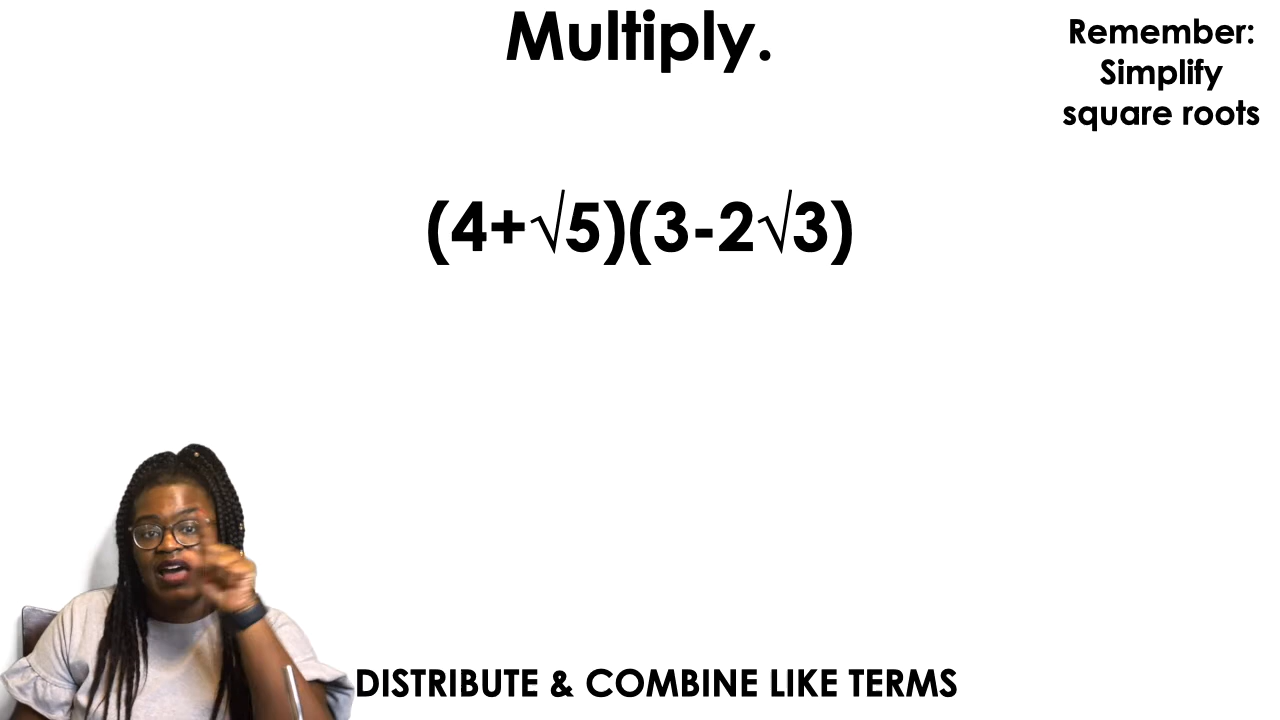 Multiply.
Remember:
Simplify
square roots
(4+√5)(3-2√3)
DISTRIBUTE & COMBINE LIKE TERMS